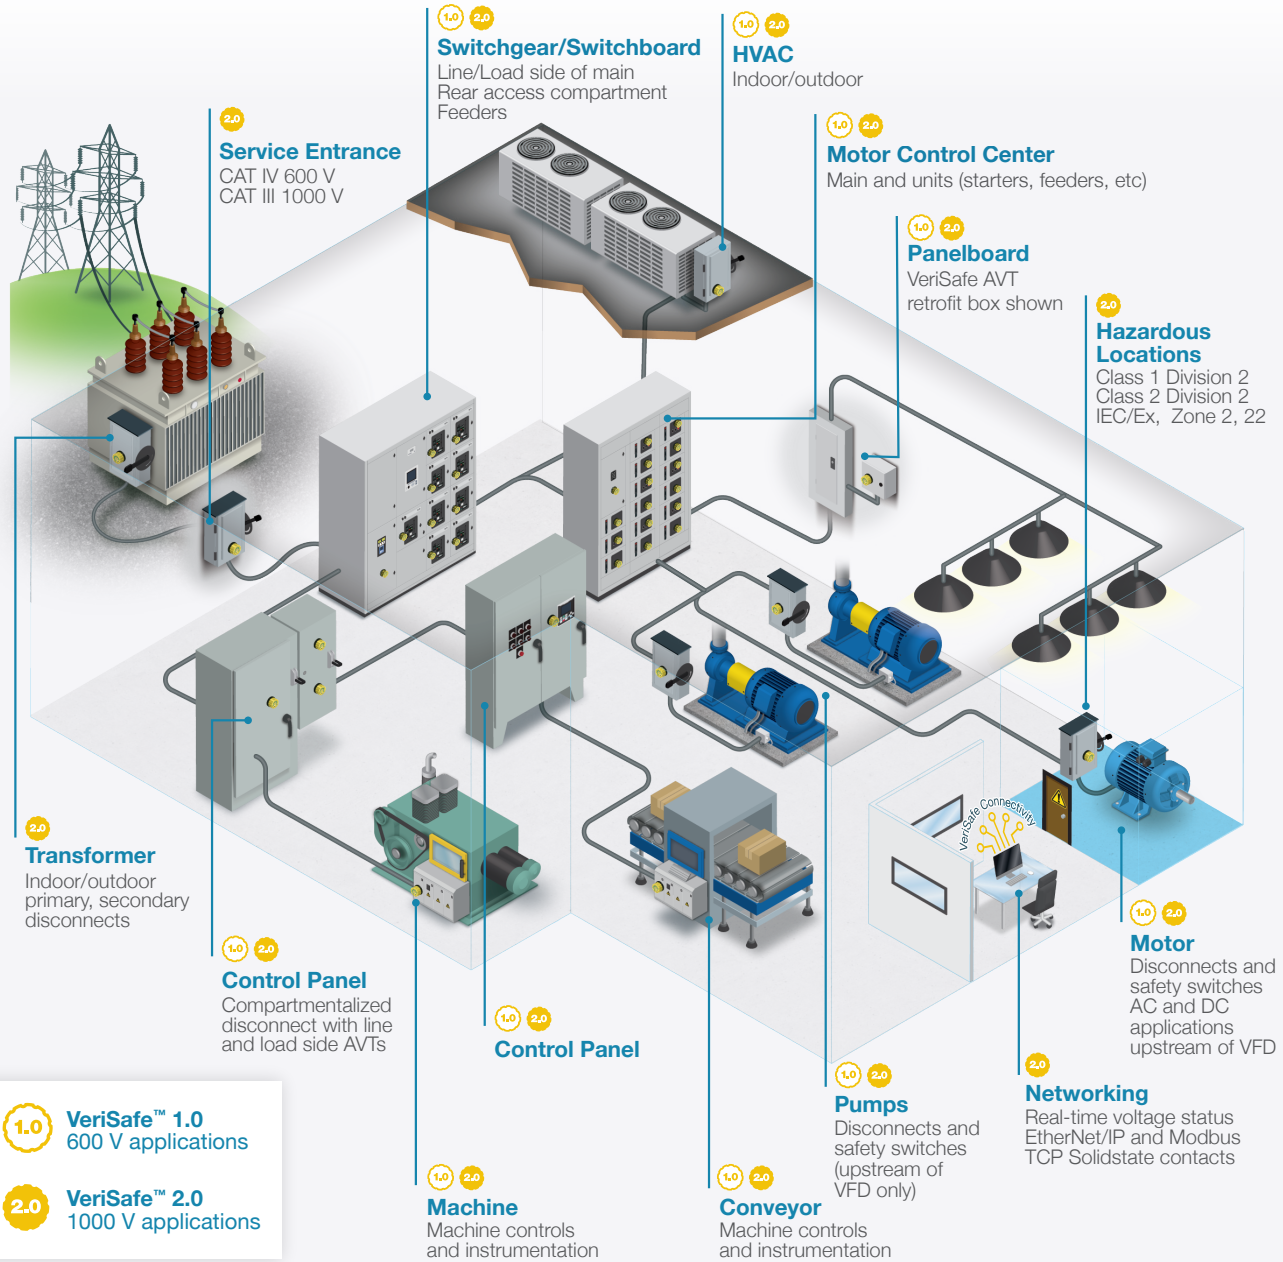 1.0 2.0
Switchgear/Switchboard
Line/Load side of main
Rear access compartment
Feeders
1.0 2.0
HVAC
Indoor/outdoor
2.0
Service Entrance
CAT IV 600 V
CAT III 1000 V
1.0 2.0
Motor Control Center
Main and units (starters, feeders, etc)
1.0 2.0
Panelboard
VeriSafe AVT
retrofit box shown
2.0
Hazardous
Locations
Class 1 Division 2
Class 2 Division 2
IEC/Ex, Zone 2, 22
VeriSafe Connectivity
2.0
Transformer
Indoor/outdoor
primary, secondary
disconnects
1.0 2.0
Control Panel
Compartmentalized
disconnect with line
and load side AVTs
1.0 2.0
Control Panel
1.0 2.0
Motor
Disconnects and
safety switches
AC and DC
applications
upstream of VFD
2.0
Networking
Real-time voltage status
EtherNet/IP and Modbus
TCP Solidstate contacts
1.0 2.0
Pumps
Disconnects and
safety switches
(upstream of
VFD only)
1.0 2.0
Machine
Machine controls
and instrumentation
1.0 2.0
Conveyor
Machine controls
and instrumentation
1.0 VeriSafe™ 1.0
600 V applications
2.0 VeriSafe™ 2.0
1000 V applications